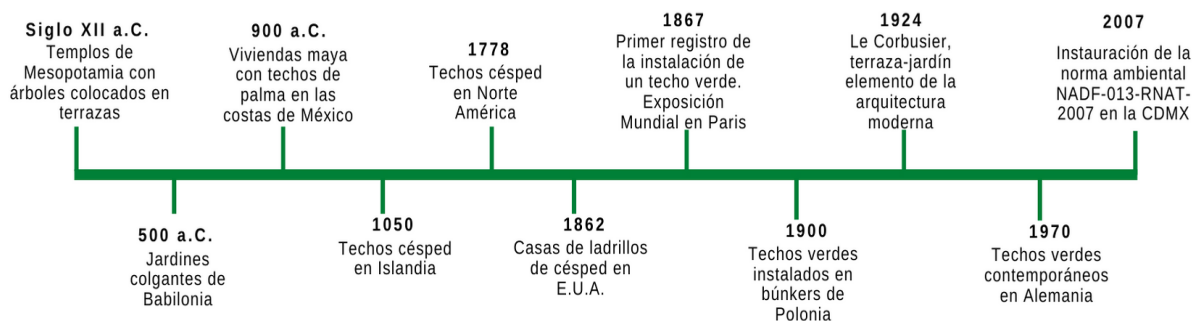 Siglo XII a.C.
Templos de
Mesopotamia con
árboles colocados en
terrazas
500 a.C.
Jardines
colgantes de
Babilonia
900 a.C.
Viviendas maya
con techos de
palma en las
costas de México
1050
Techos césped
en Islandia
1778
Techos césped
en Norte
América
1862
Casas de ladrillos
de césped en
E.U.A.
1867
Primer registro de
la instalación de
un techo verde.
Exposición
Mundial en Paris
1900
Techos verdes
instalados en
búnkers de
Polonia
1924
Le Corbusier,
terraza-jardín
elemento de la
arquitectura
moderna
1970
Techos verdes
contemporáneos
en Alemania
2007
Instauración de la
norma ambiental
NADF-013-RNAT-
2007 en la CDMX